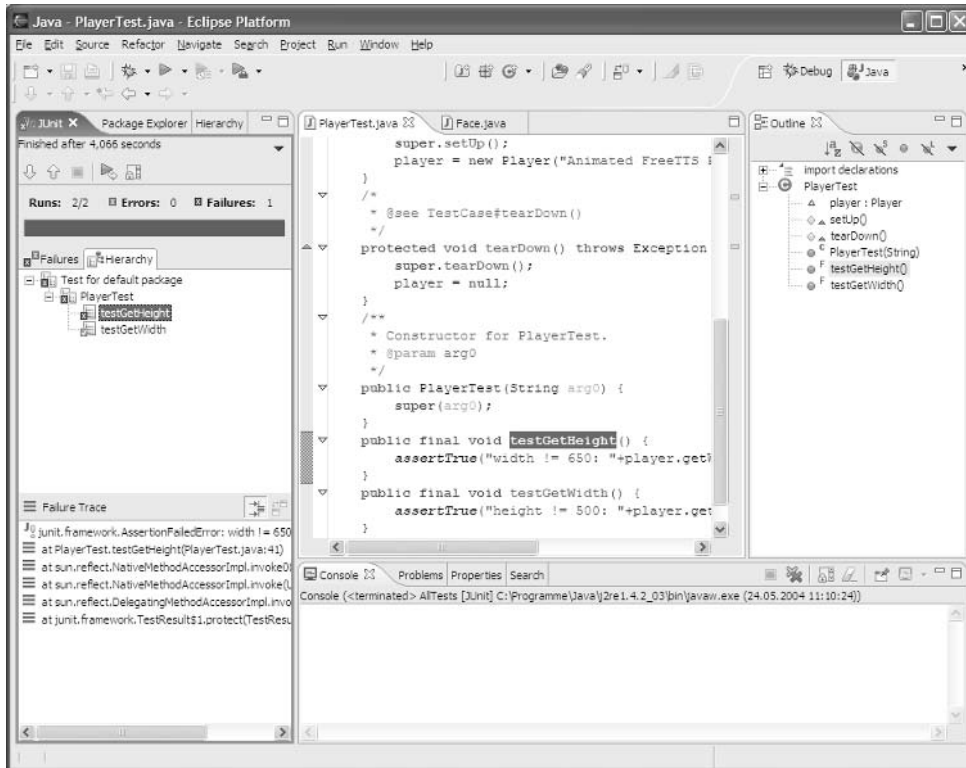 Java - PlayerTest.java - Eclipse Platform
File Edit Source Refactor Navigate Search Project Run Window Help
Debug Java
JUnit Package Explorer Hierarchy
Finished after 4,066 seconds
Runs: 2/2 Errors: 0 Failures: 1
Failures Hierarchy
Test for default package
PlayerTest
testGetHeight
testGetWidth
Failure Trace
junit.framework.AssertionFailedError: width != 650
at PlayerTest.testGetHeight(PlayerTest.java:41)
at sun.reflect.NativeMethodAccessorImpl.invoke0(
at sun.reflect.NativeMethodAccessorImpl.invoke(
at sun.reflect.DelegatingMethodAccessorImpl.invo
at junit.framework.TestResult$1.protect(TestResu
PlayerTest.java Face.java
super.setUp();
player = new Player("Animated FreeTTS
}
/*
* @see TestCase#tearDown()
*/
protected void tearDown() throws Exception
super.tearDown();
player = null;
}
/**
* Constructor for PlayerTest.
* @param arg0
*/
public PlayerTest(String arg0) {
super(arg0);
}
public final void testGetHeight() {
assertTrue("width != 650: "+player.get
}
public final void testGetWidth() {
assertTrue("height != 500: "+player.get
}
Outline
import declarations
PlayerTest
player : Player
setUp()
tearDown()
PlayerTest(String)
testGetHeight()
testGetWidth()
Console Problems Properties Search
Console (<terminated> AllTests [JUnit] C:\Programme\Java\j2re1.4.2_03\bin\javaw.exe (24.05.2004 11:10:24))